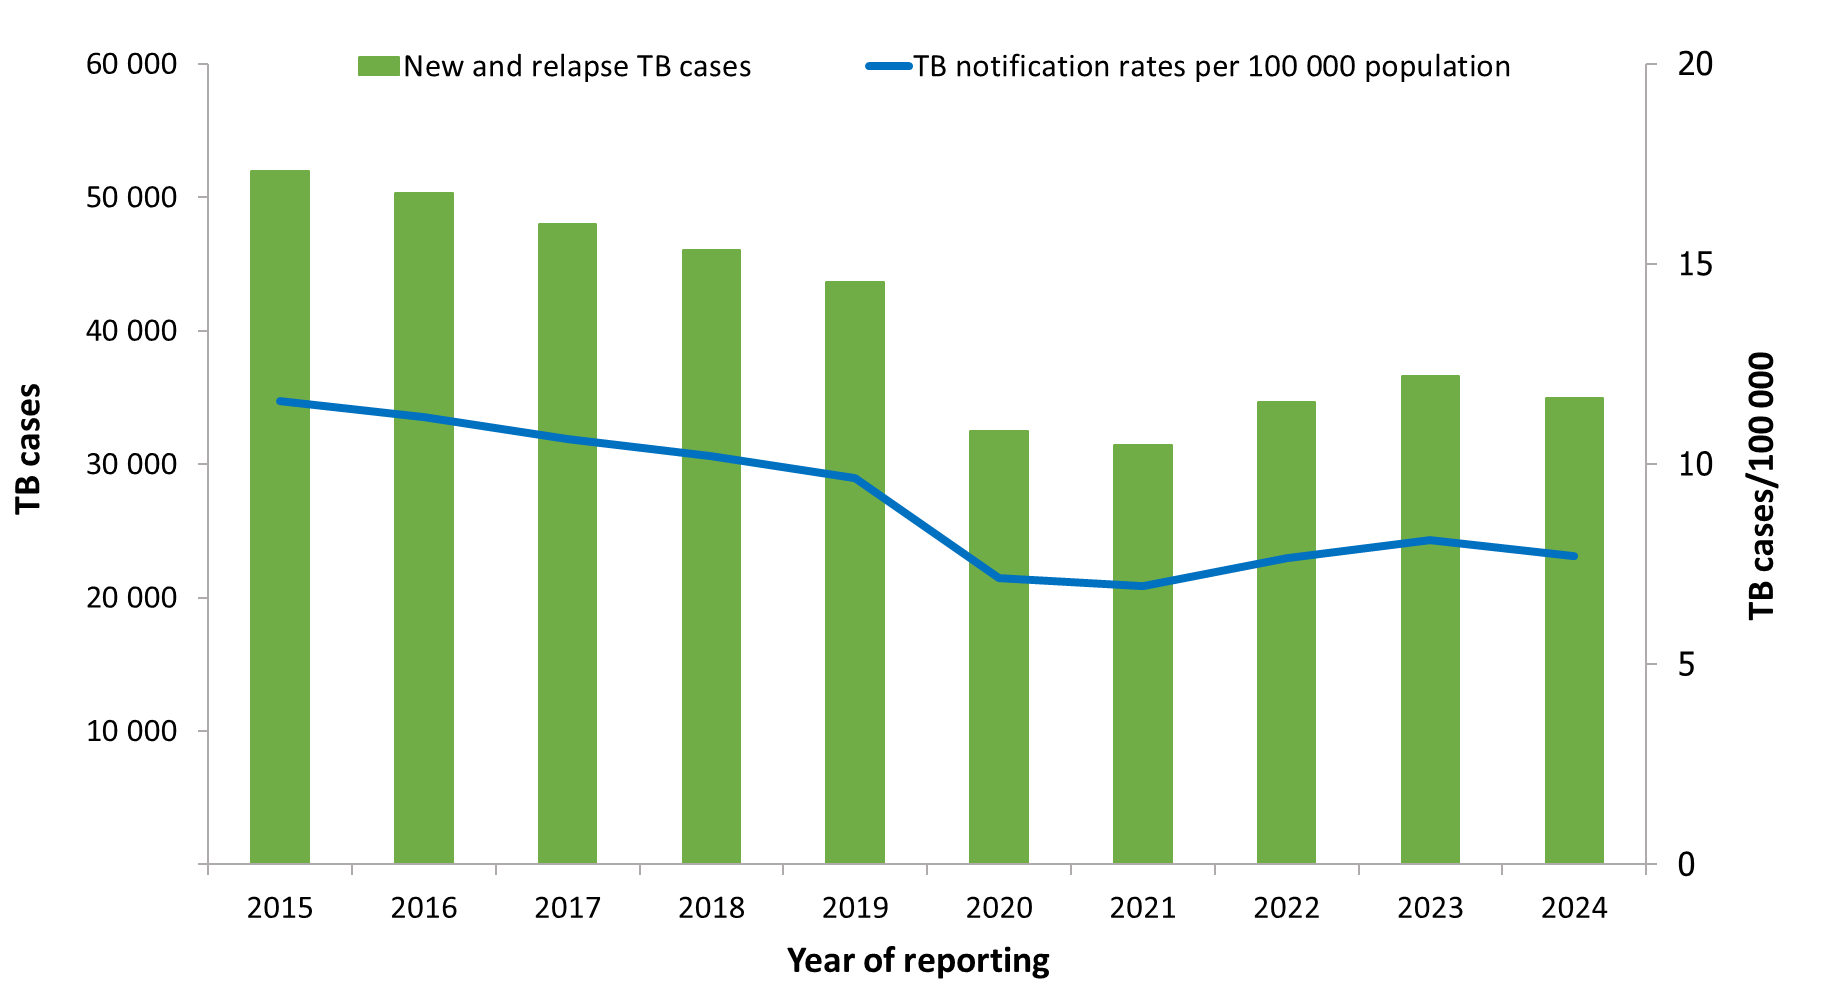 New and relapse TB cases
TB notification rates per 100 000 population
60 000
50 000
40 000
30 000
20 000
10 000
TB cases
20
15
10
5
0
TB cases/100 000
2015 2016 2017 2018 2019 2020 2021 2022 2023 2024
Year of reporting